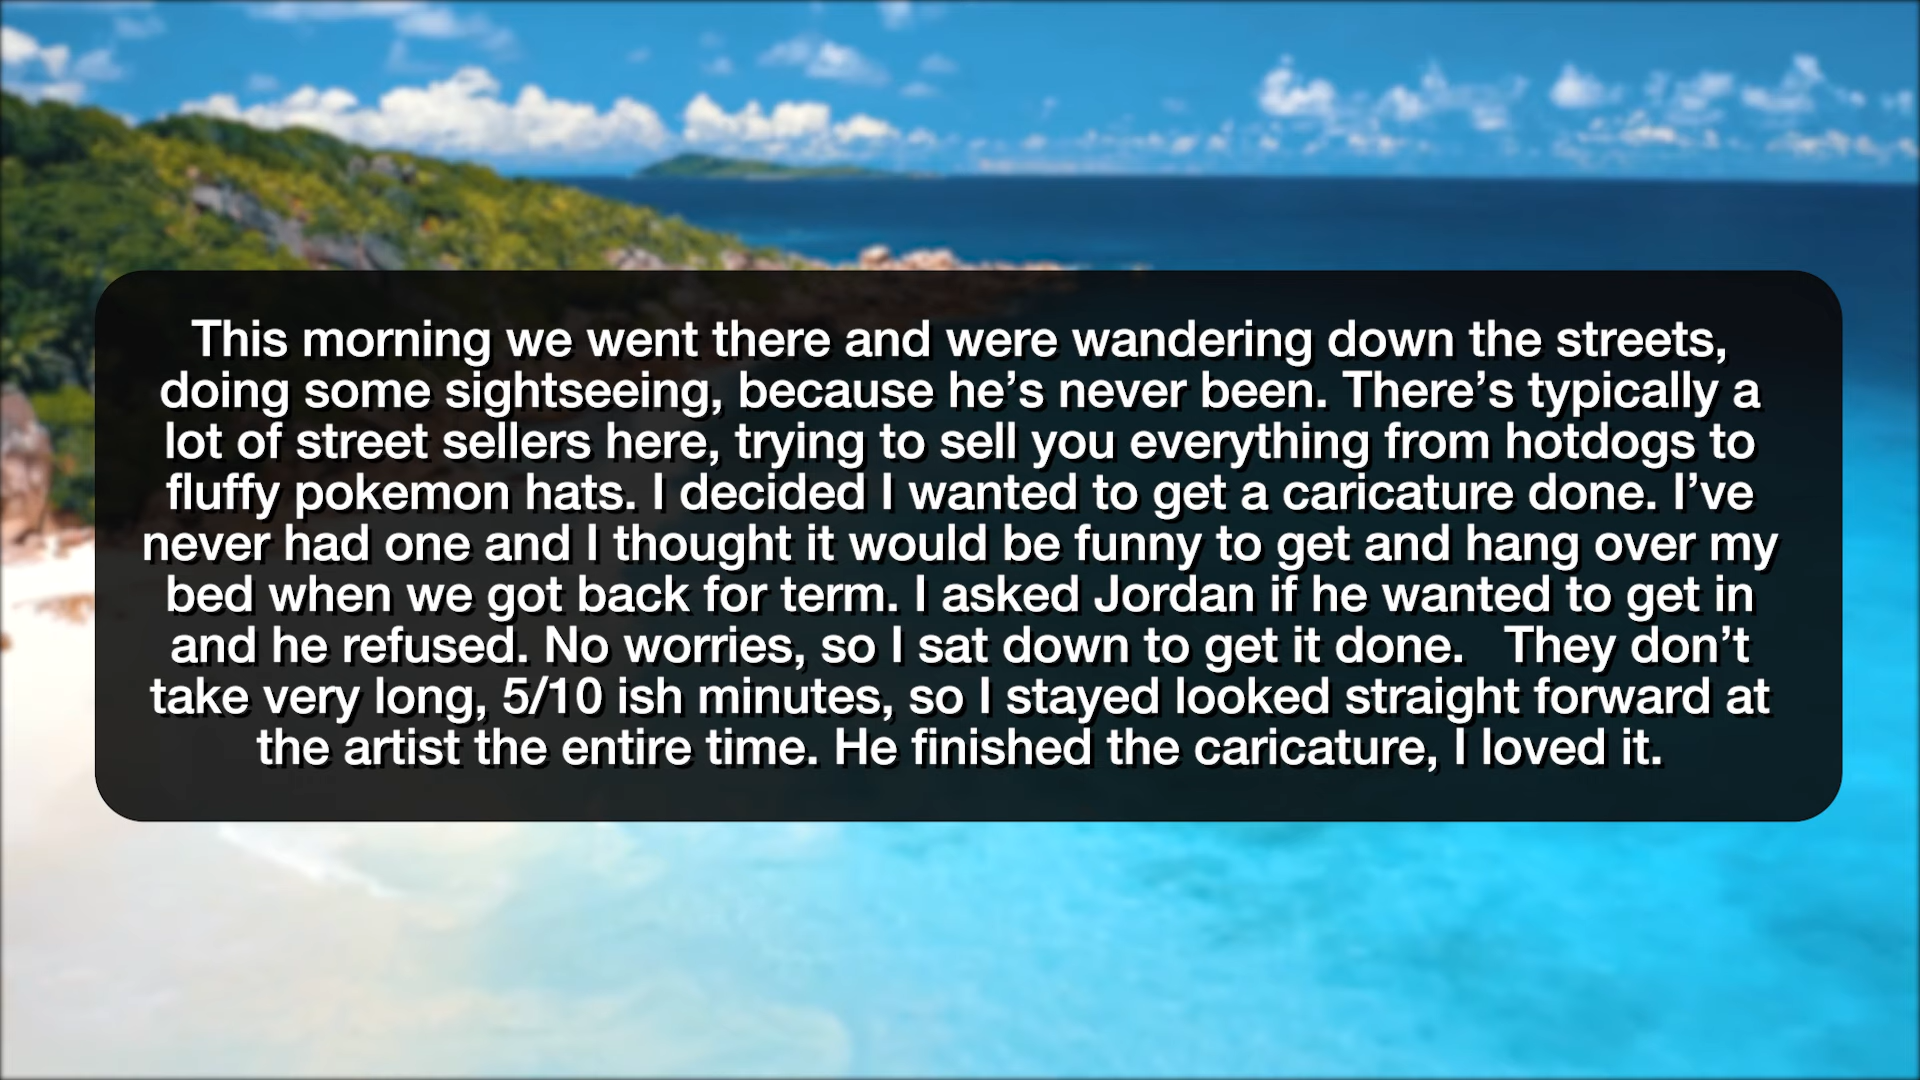 This morning we went there and were wandering down the streets,
doing some sightseeing, because he’s never been. There’s typically a
lot of street sellers here, trying to sell you everything from hotdogs to
fluffy pokemon hats. I decided I wanted to get a caricature done. I’ve
never had one and I thought it would be funny to get and hang over my
bed when we got back for term. I asked Jordan if he wanted to get in
and he refused. No worries, so I sat down to get it done.   They don’t
take very long, 5/10 ish minutes, so I stayed looked straight forward at
the artist the entire time. He finished the caricature, I loved it.